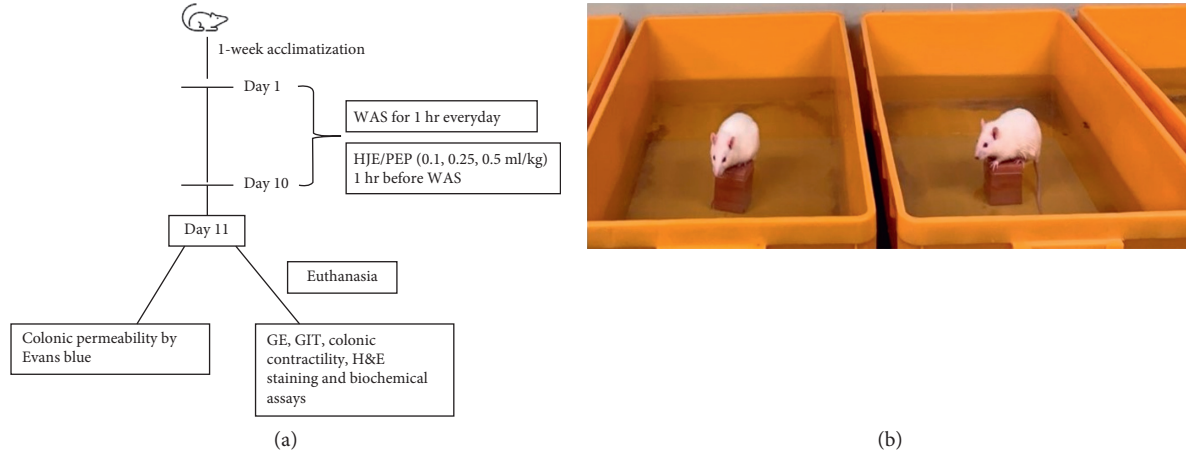 1-week acclimatization
Day 1
WAS for 1 hr everyday
HJE/PEP (0.1, 0.25, 0.5 ml/kg)
1 hr before WAS
Day 10
Day 11
Euthanasia
Colonic permeability by
Evans blue
GE, GIT, colonic
contractility, H&E
staining and biochemical
assays
(a)
(b)